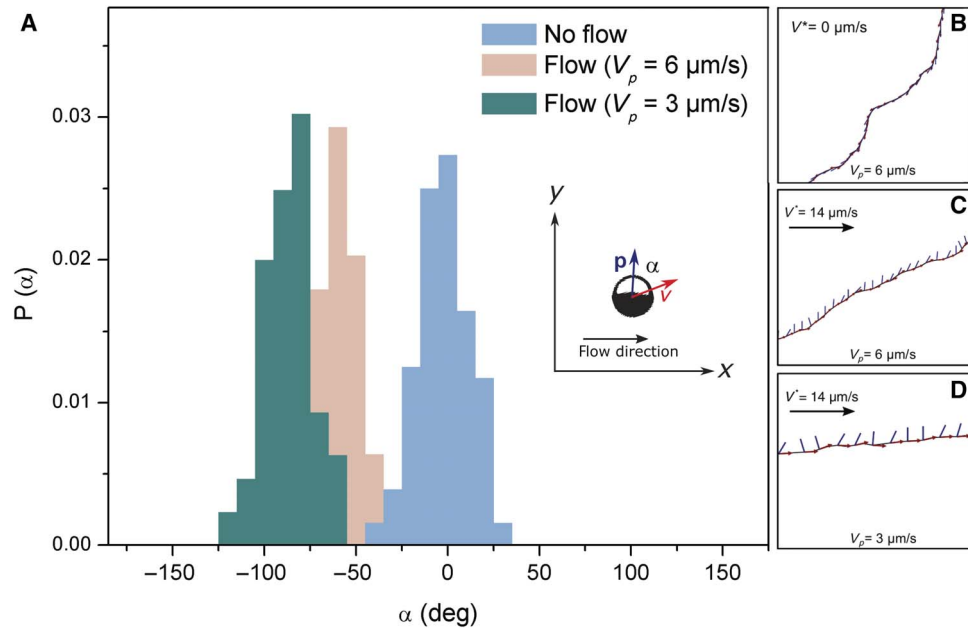 A
No flow
Flow (Vp = 6 µm/s)
Flow (Vp = 3 µm/s)
0.03
0.02
0.01
0.00
P (α)
−150
−100
−50
0
50
100
150
α (deg)
y
p
α
v
Flow direction
x
B
V* = 0 µm/s
Vp = 6 µm/s
C
V* = 14 µm/s
Vp = 6 µm/s
D
V* = 14 µm/s
Vp = 3 µm/s